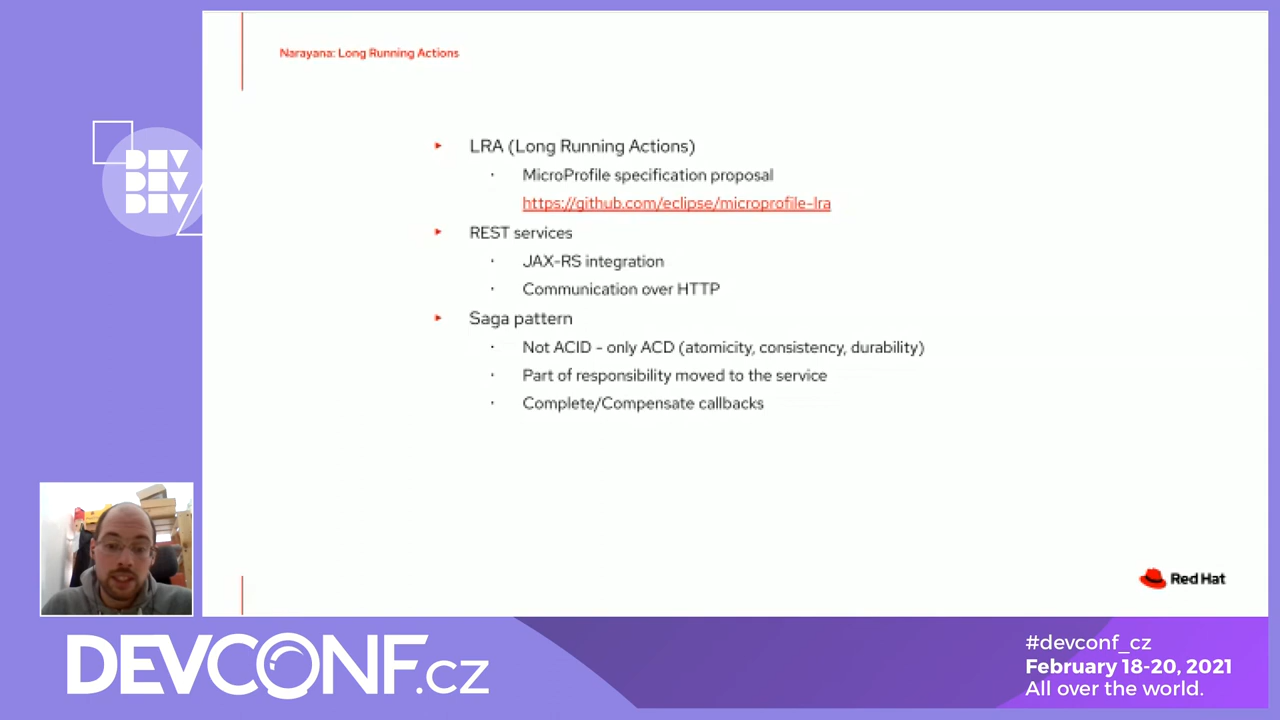 Narayana: Long Running Actions
LRA (Long Running Actions)
MicroProfile specification proposal
https://github.com/eclipse/microprofile-lra
REST services
JAX-RS integration
Communication over HTTP
Saga pattern
Not ACID - only ACD (atomicity, consistency, durability)
Part of responsibility moved to the service
Complete/Compensate callbacks
DEV
DEV
DEV
Red Hat
DEVCONF.cz
#devconf_cz
February 18-20, 2021
All over the world.